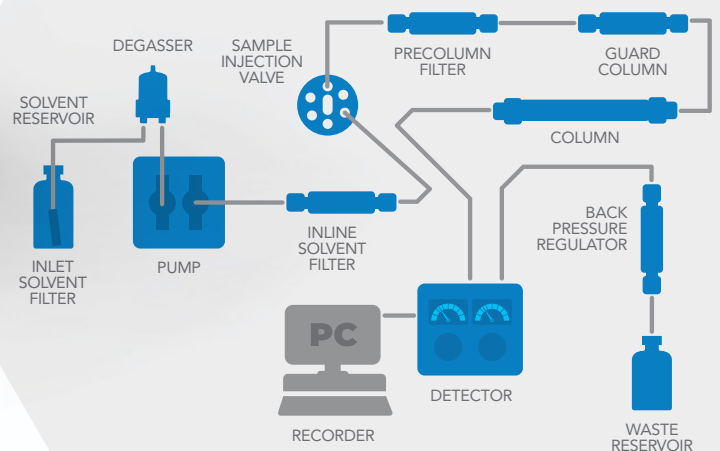 DEGASSER
SAMPLE
INJECTION
VALVE
PRECOLUMN
FILTER
GUARD
COLUMN
SOLVENT
RESERVOIR
COLUMN
INLET
SOLVENT
FILTER
PUMP
INLINE
SOLVENT
FILTER
BACK
PRESSURE
REGULATOR
PC
RECORDER
DETECTOR
WASTE
RESERVOIR